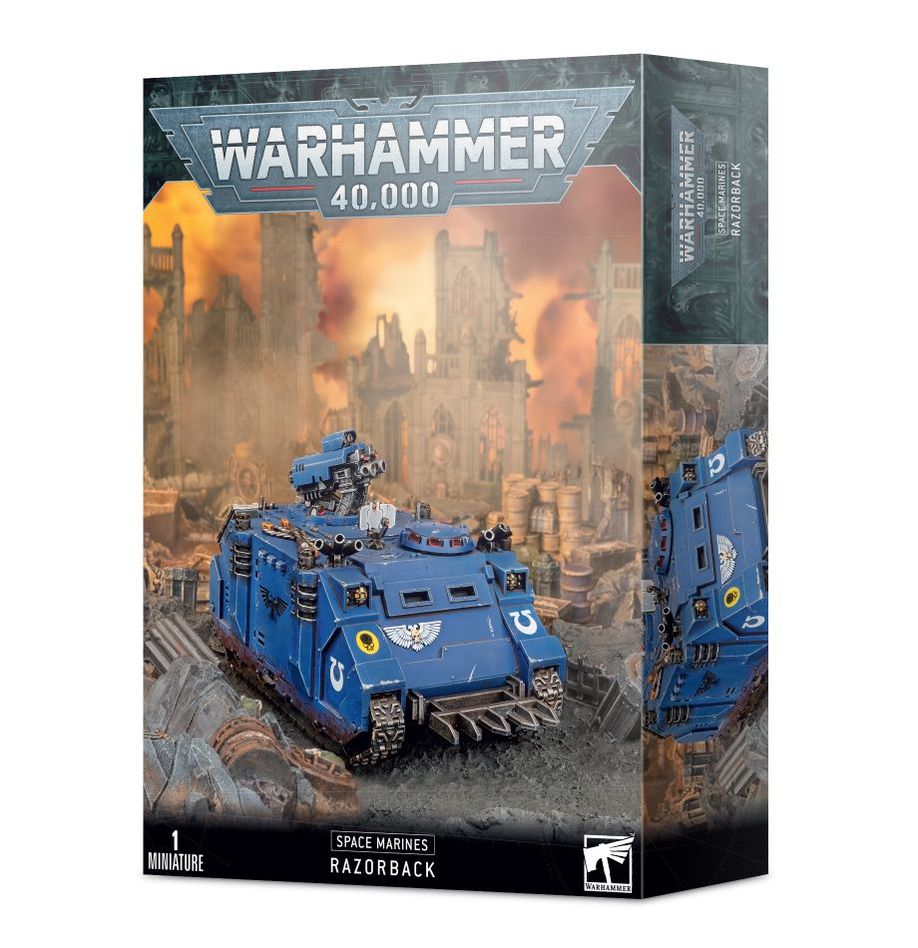 WARHAMMER
40,000
1
MINIATURE
SPACE MARINES
RAZORBACK
WARHAMMER
WARHAMMER
40,000
SPACE MARINES
RAZORBACK